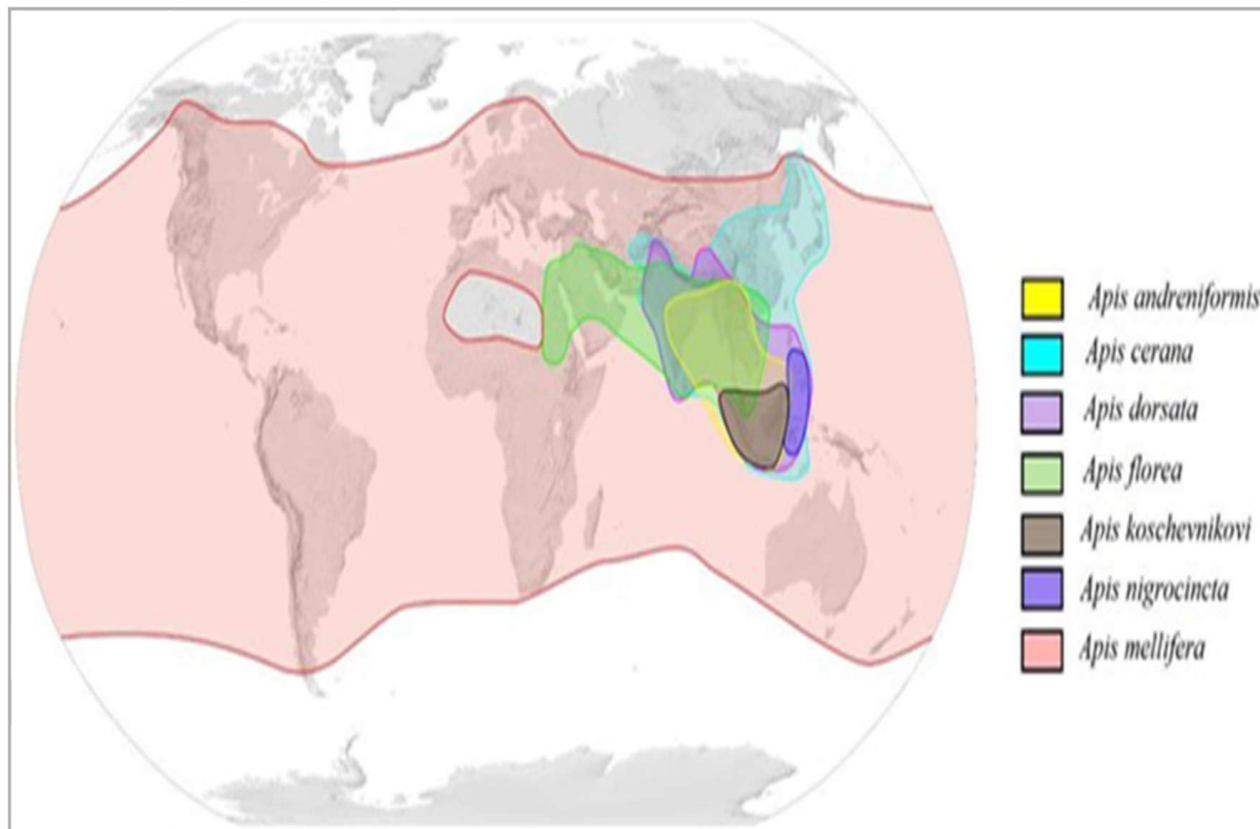 Apis andreniformis
Apis cerana
Apis dorsata
Apis florea
Apis koschevnikovi
Apis nigrocincta
Apis mellifera